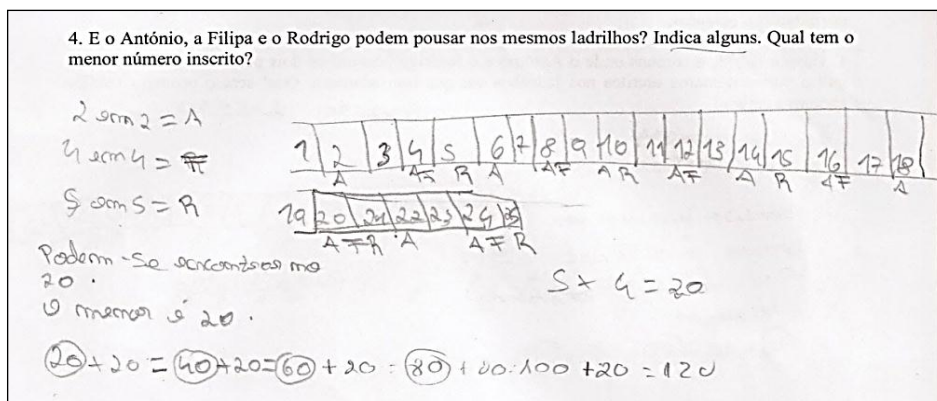 4. E o António, a Filipa e o Rodrigo podem pousar nos mesmos ladrilhos? Indica alguns. Qual tem o
menor número inscrito?
2 em 2 = A
4 em 4 = F
5 em 5 = R
1 2 3 4 5 6 7 8 9 10 11 12 13 14 15 16 17 18
A AF R A AF AR AF A R AF A
19 20 21 22 23 24 25
AFR A AF R
Podem-se encontrar no
20.
O menor é 20.
5 x 4 = 20
20 + 20 = 40 + 20 = 60 + 20 = 80 + 20 = 100 + 20 = 120